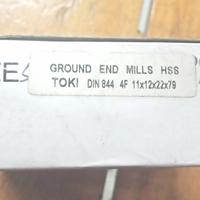 GROUND END MILLS HSS
TOKI DIN 844 4F 11x12x22x79